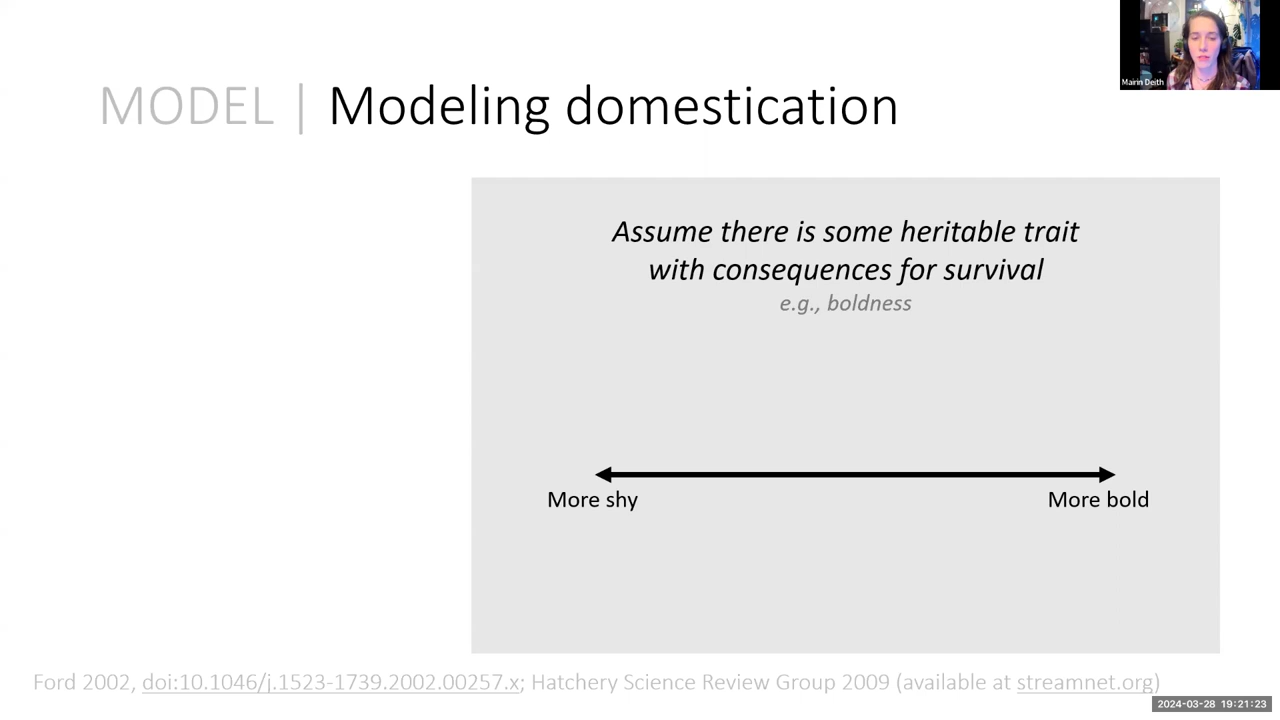 Mairin Deith
MODEL | Modeling domestication
Assume there is some heritable trait
with consequences for survival
e.g., boldness
More shy
More bold
Ford 2002, doi:10.1046/j.1523-1739.2002.00257.x; Hatchery Science Review Group 2009 (available at streamnet.org)
2024-03-28 19:21:23